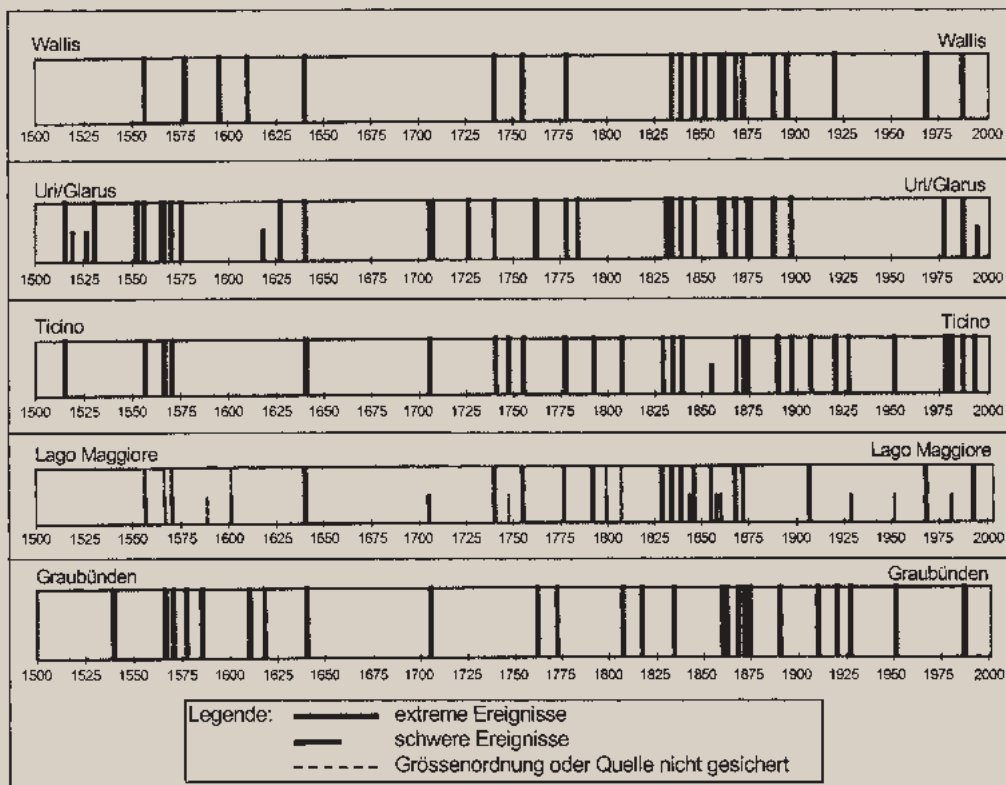 Wallis Wallis
1500 1525 1550 1575 1600 1625 1650 1675 1700 1725 1750 1775 1800 1825 1850 1875 1900 1925 1950 1975 2000
Uri/Glarus Uri/Glarus
1500 1525 1550 1575 1600 1625 1650 1675 1700 1725 1750 1775 1800 1825 1850 1875 1900 1925 1950 1975 2000
Ticino Ticino
1500 1525 1550 1575 1600 1625 1650 1675 1700 1725 1750 1775 1800 1825 1850 1875 1900 1925 1950 1975 2000
Lago Maggiore Lago Maggiore
1500 1525 1550 1575 1600 1625 1650 1675 1700 1725 1750 1775 1800 1825 1850 1875 1900 1925 1950 1975 2000
Graubünden Graubünden
1500 1525 1550 1575 1600 1625 1650 1675 1700 1725 1750 1775 1800 1825 1850 1875 1900 1925 1950 1975 2000
Legende: extreme Ereignisse
schwere Ereignisse
Grössenordnung oder Quelle nicht gesichert